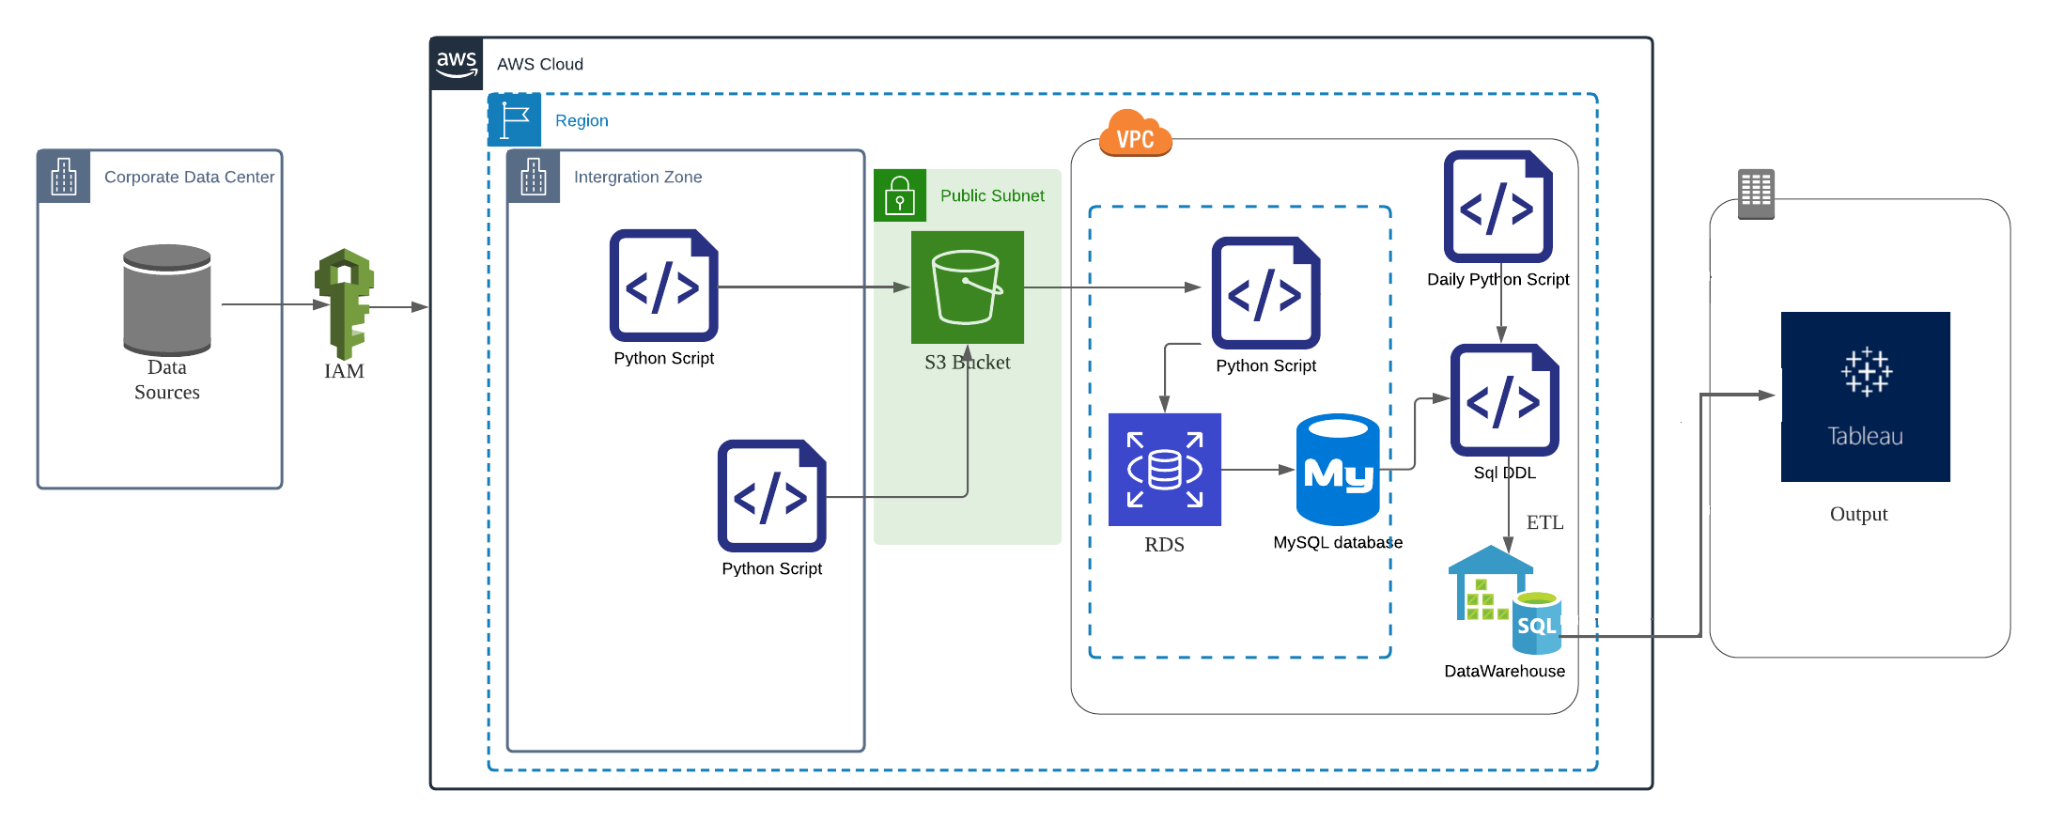 aws
AWS Cloud
Region
Corporate Data Center
Data
Sources
IAM
Intergration Zone
Python Script
Python Script
Public Subnet
S3 Bucket
VPC
Python Script
RDS
My
MySQL database
Daily Python Script
Sql DDL
ETL
SQL
DataWarehouse
Tableau
Output